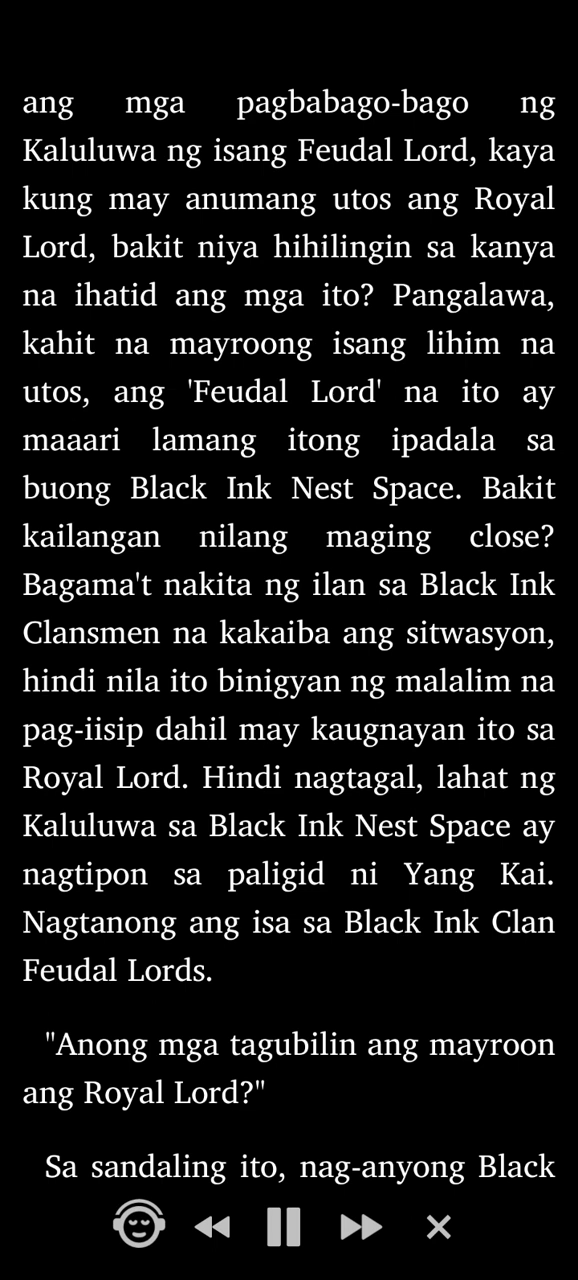 ang mga pagbabago-bago ng
Kaluluwa ng isang Feudal Lord, kaya
kung may anumang utos ang Royal
Lord, bakit niya hihilingin sa kanya
na ihatid ang mga ito? Pangalawa,
kahit na mayroong isang lihim na
utos, ang 'Feudal Lord' na ito ay
maaari lamang itong ipadala sa
buong Black Ink Nest Space. Bakit
kailangan nilang maging close?
Bagama't nakita ng ilan sa Black Ink
Clansmen na kakaiba ang sitwasyon,
hindi nila ito binigyan ng malalim na
pag-iisip dahil may kaugnayan ito sa
Royal Lord. Hindi nagtagal, lahat ng
Kaluluwa sa Black Ink Nest Space ay
nagtipon sa paligid ni Yang Kai.
Nagtanong ang isa sa Black Ink Clan
Feudal Lords.
"Anong mga tagubilin ang mayroon
ang Royal Lord?"
Sa sandaling ito, nag-anyong Black